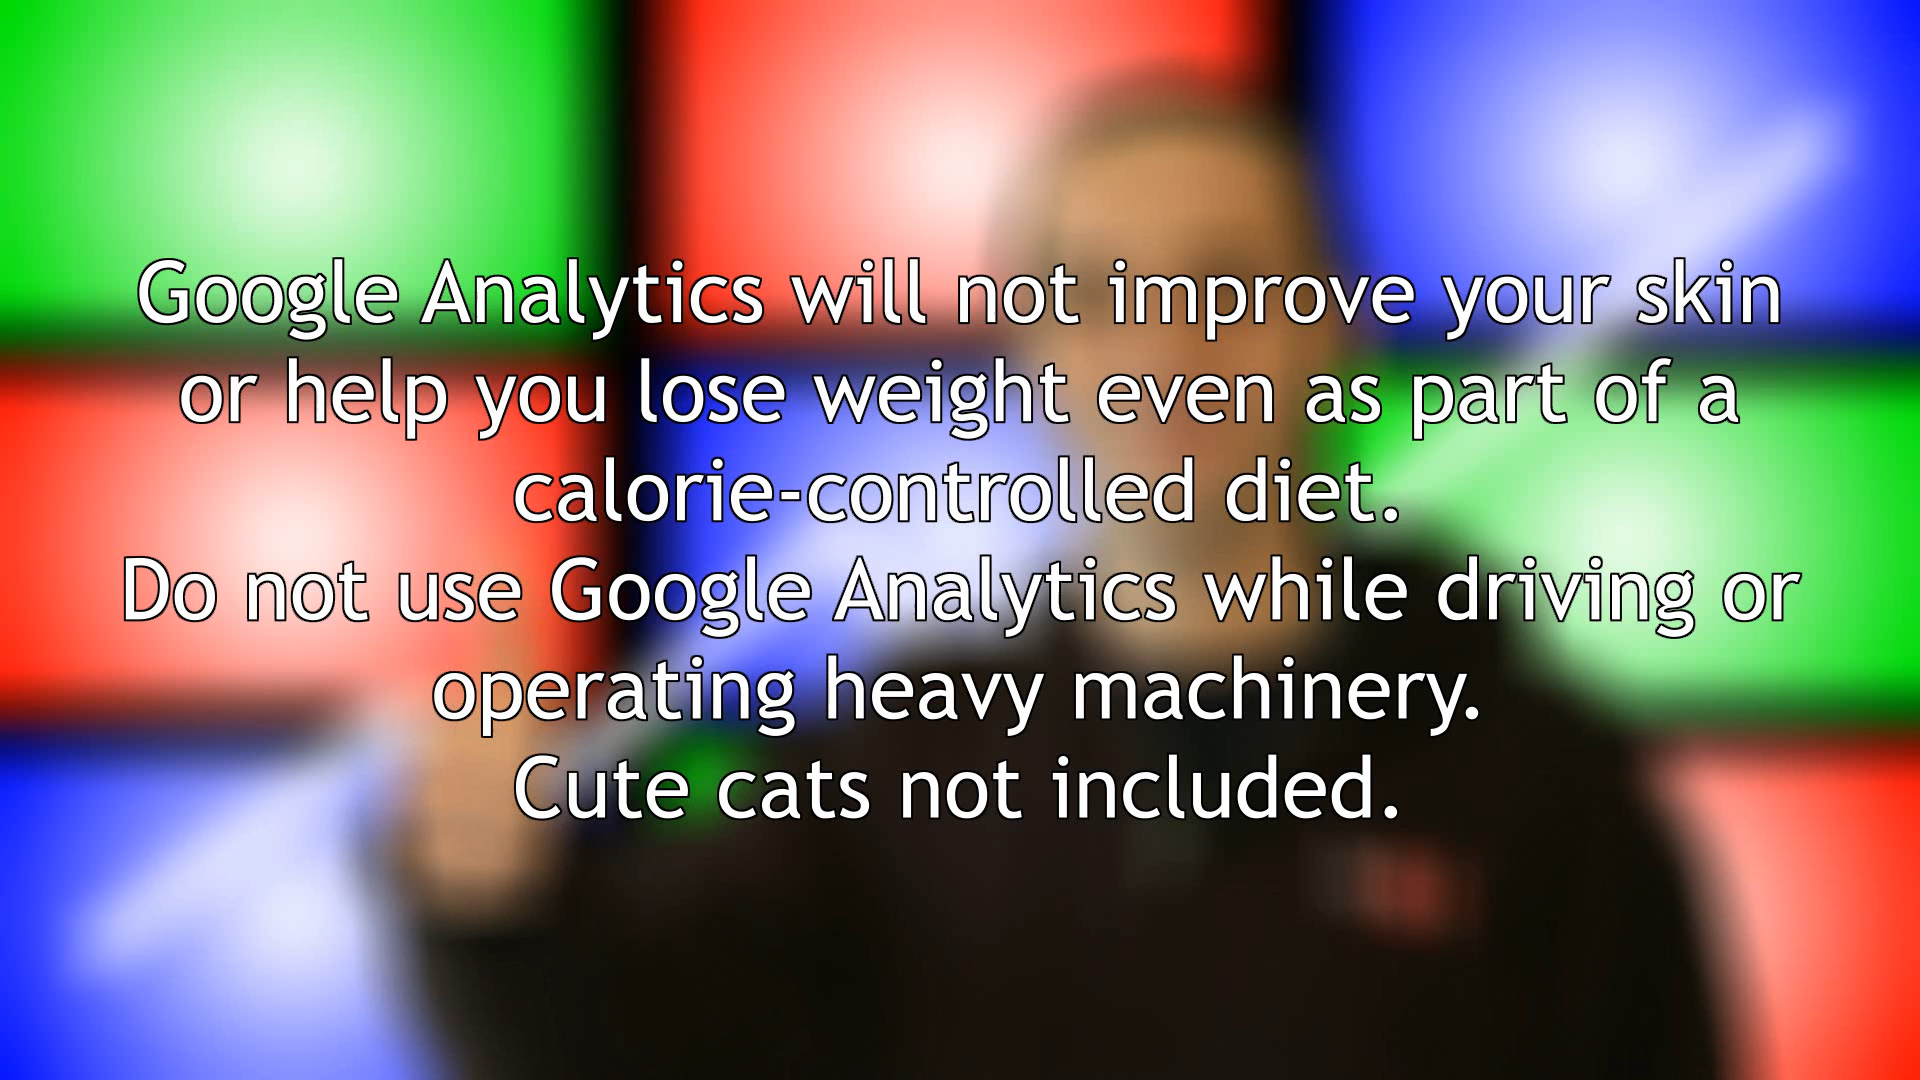 Google Analytics will not improve your skin
or help you lose weight even as part of a
calorie-controlled diet.
Do not use Google Analytics while driving or
operating heavy machinery.
Cute cats not included.